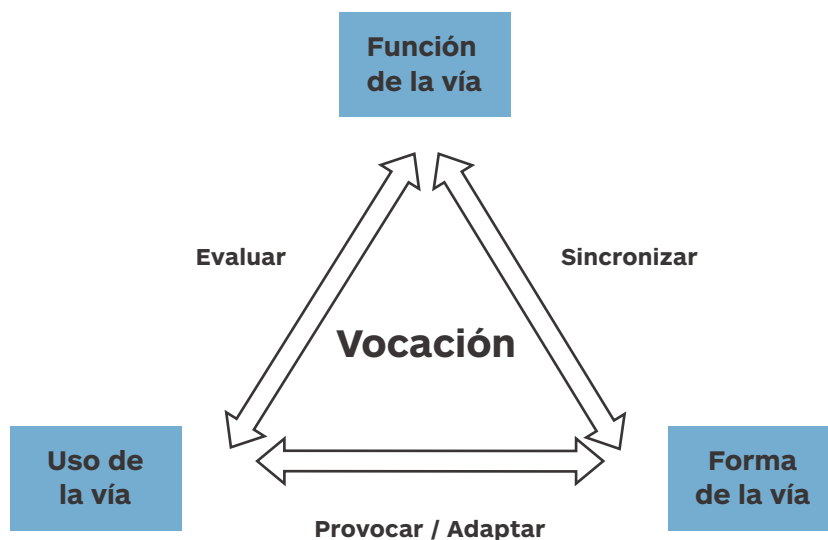 Función
de la vía
Evaluar
Sincronizar
Vocación
Uso de
la vía
Forma
de la vía
Provocar / Adaptar